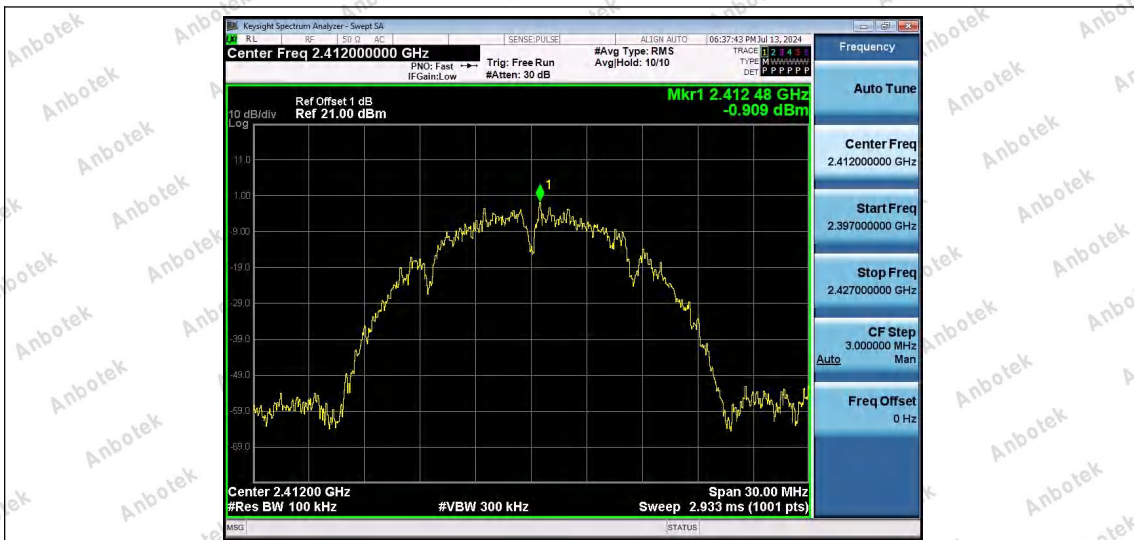 Keysight Spectrum Analyzer - Swept SA
RL RF 50 Ω AC SENSE:PULSE ALIGN AUTO 06:37:43 PM Jul 13, 2024
Center Freq 2.412000000 GHz
PNO: Fast
IFGain:Low
Trig: Free Run
#Atten: 30 dB
#Avg Type: RMS
Avg|Hold: 10/10
TRACE 1 2 3 4 5 6
TYPE M WWWWW
DET P P P P P P
Mkr1 2.412 48 GHz
-0.909 dBm
Ref Offset 1 dB
10 dB/div Ref 21.00 dBm
Log
11.0
1.00
-9.00
-19.0
-29.0
-39.0
-49.0
-59.0
-69.0
1
Center 2.41200 GHz Span 30.00 MHz
#Res BW 100 kHz #VBW 300 kHz Sweep 2.933 ms (1001 pts)
MSG STATUS
Frequency
Auto Tune
Center Freq
2.412000000 GHz
Start Freq
2.397000000 GHz
Stop Freq
2.427000000 GHz
CF Step
3.000000 MHz
Auto Man
Freq Offset
0 Hz
Anbotek